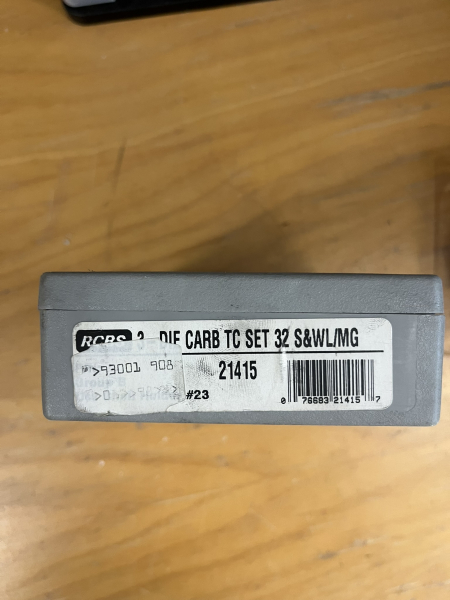 RCBS 3 - DIE CARB TC SET 32 S&WL/MG
>93001 908
21415
#23
0 76683 21415 7